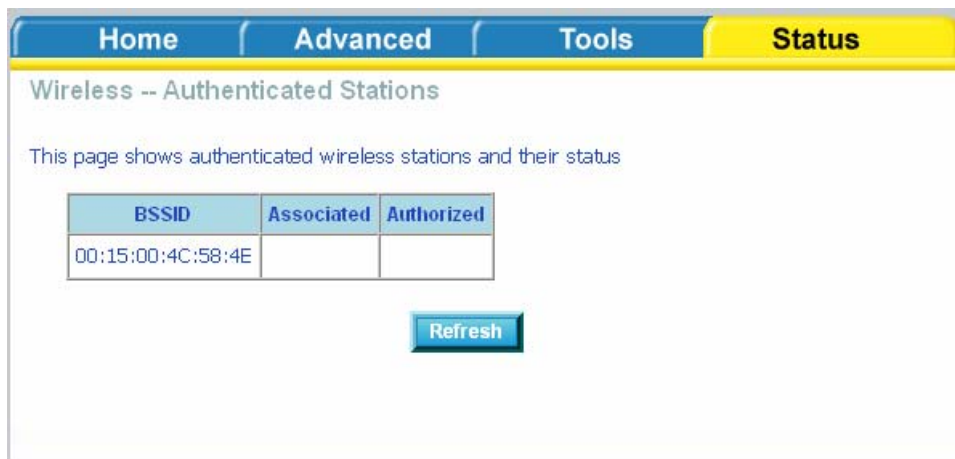 Home Advanced Tools Status
Wireless -- Authenticated Stations
This page shows authenticated wireless stations and their status
BSSID Associated Authorized
00:15:00:4C:58:4E
Refresh